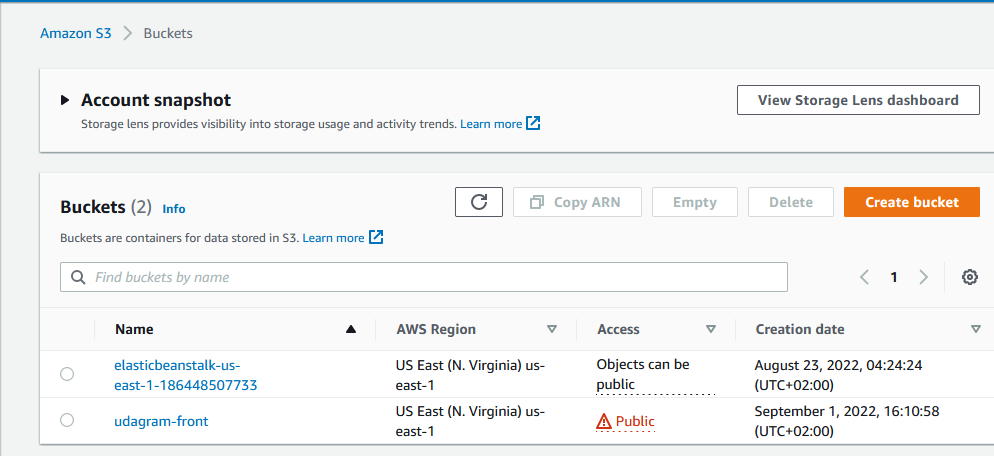 Amazon S3 > Buckets
Account snapshot
View Storage Lens dashboard
Storage lens provides visibility into storage usage and activity trends. Learn more
Buckets (2) Info
Copy ARN
Empty
Delete
Create bucket
Buckets are containers for data stored in S3. Learn more
Find buckets by name
1
Name AWS Region Access Creation date
elasticbeanstalk-us-
east-1-186448507733
US East (N. Virginia) us-
east-1
Objects can be
public
August 23, 2022, 04:24:24
(UTC+02:00)
udagram-front
US East (N. Virginia) us-
east-1
Public
September 1, 2022, 16:10:58
(UTC+02:00)